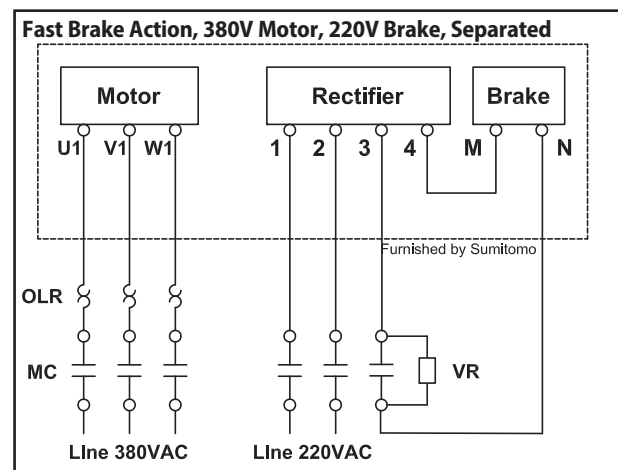 Fast Brake Action, 380V Motor, 220V Brake, Separated
Motor Rectifier Brake
U1 V1 W1 1 2 3 4 M N
Furnished by Sumitomo
OLR
MC VR
LIne 380VAC LIne 220VAC